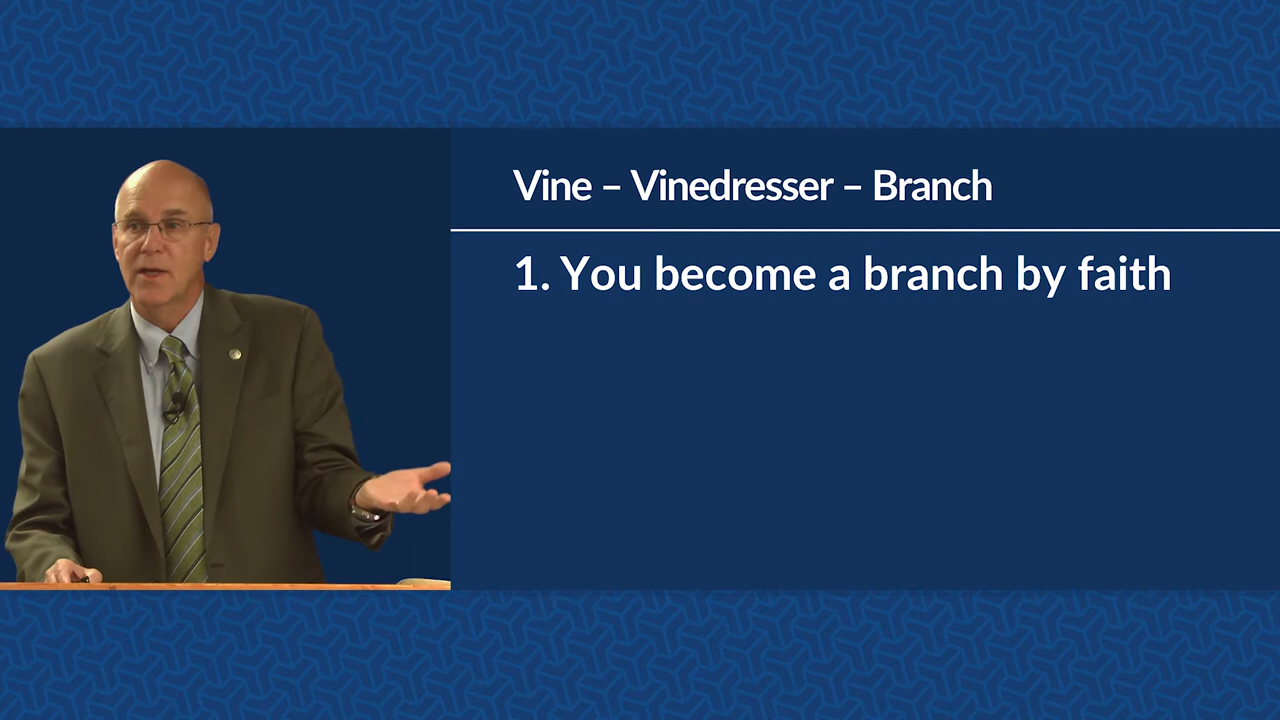 Vine – Vinedresser – Branch
1. You become a branch by faith